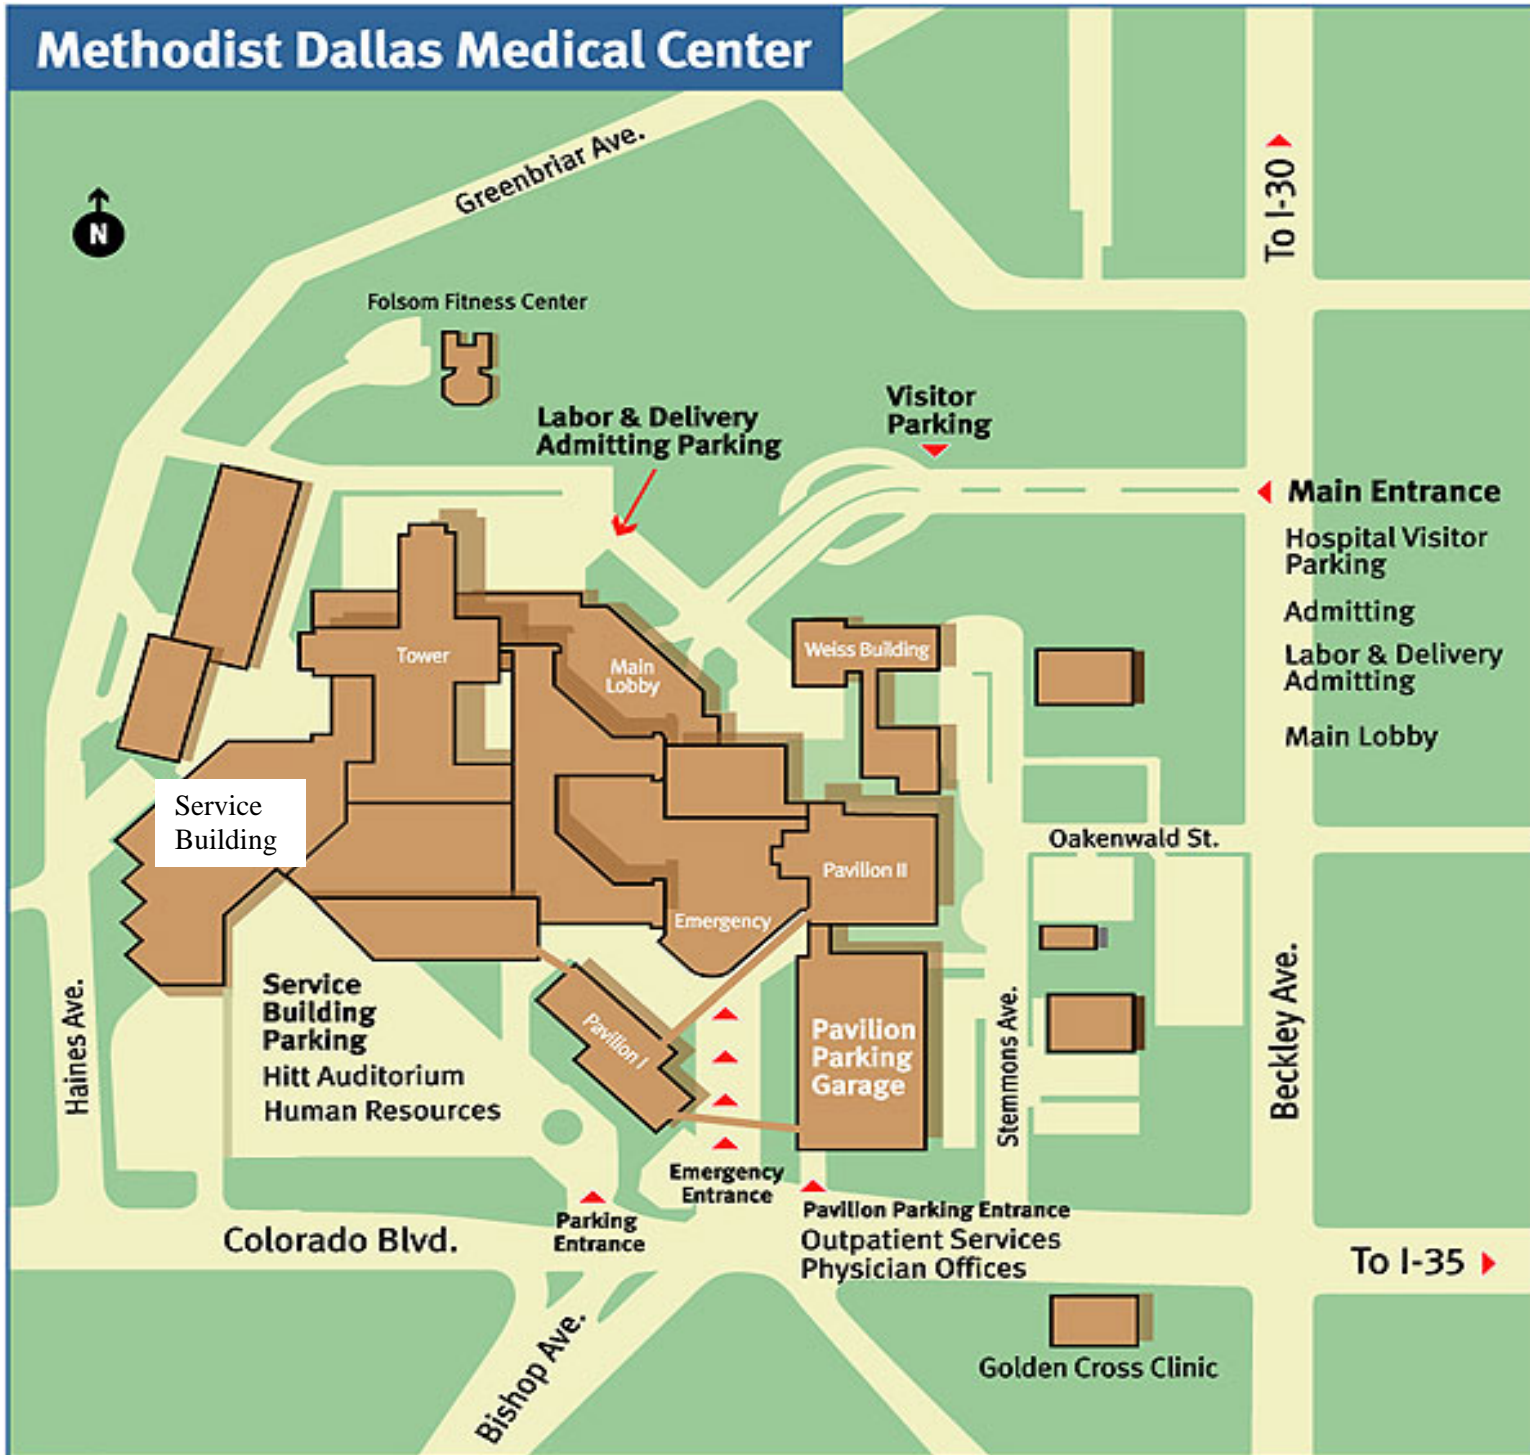 Methodist Dallas Medical Center
Greenbriar Ave.
To I-30
N
Folsom Fitness Center
Labor & Delivery
Admitting Parking
Visitor
Parking
Main Entrance
Hospital Visitor
Parking
Admitting
Labor & Delivery
Admitting
Main Lobby
Tower
Main
Lobby
Weiss Building
Service
Building
Oakenwald St.
Pavilion II
Emergency
Service
Building
Parking
Hitt Auditorium
Human Resources
Haines Ave.
Pavilion I
Pavilion
Parking
Garage
Stemmons Ave.
Beckley Ave.
Emergency
Entrance
Parking
Entrance
Pavilion Parking Entrance
Outpatient Services
Physician Offices
Colorado Blvd.
To I-35
Bishop Ave.
Golden Cross Clinic